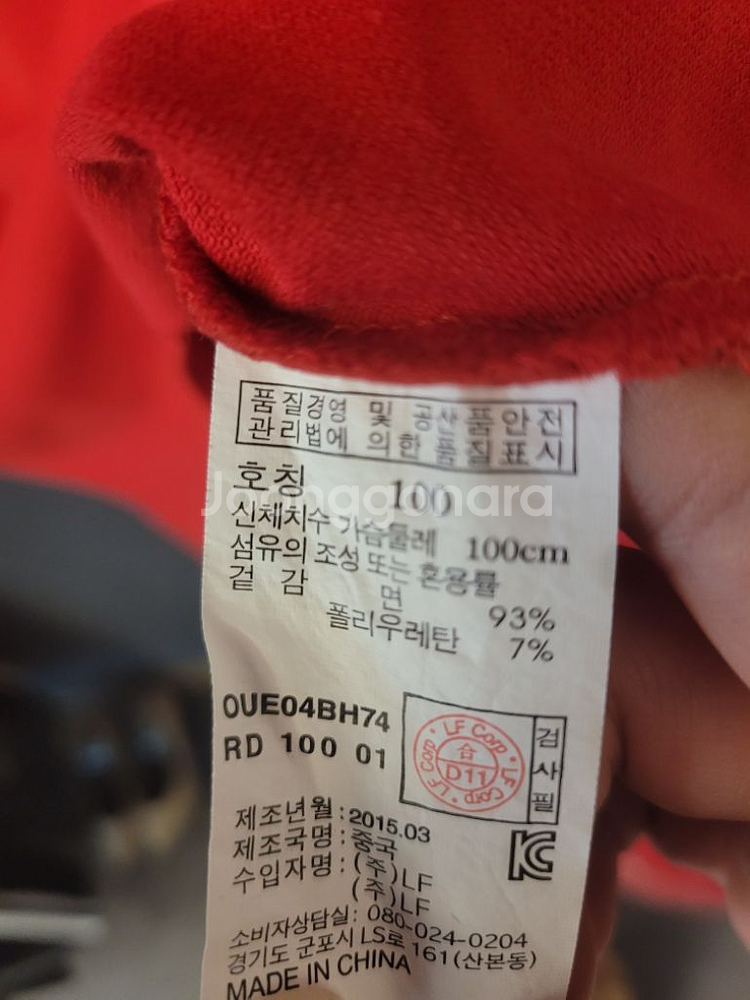 품질경영 및 공산품안전
관리법에 의한 품질표시
Joonggonara
호칭 100
신체치수 가슴둘레 100cm
섬유의 조성 또는 혼용률
겉 감
면 93%
폴리우레탄 7%
OUE04BH74
RD 100 01
LF Corp · LF Corp · LF Corp ·
合
D11
검사필
제조년월 : 2015.03
제조국명 : 중국
수입자명 : (주)LF
(주)LF
소비자상담실: 080-024-0204
경기도 군포시 LS로 161(산본동)
MADE IN CHINA